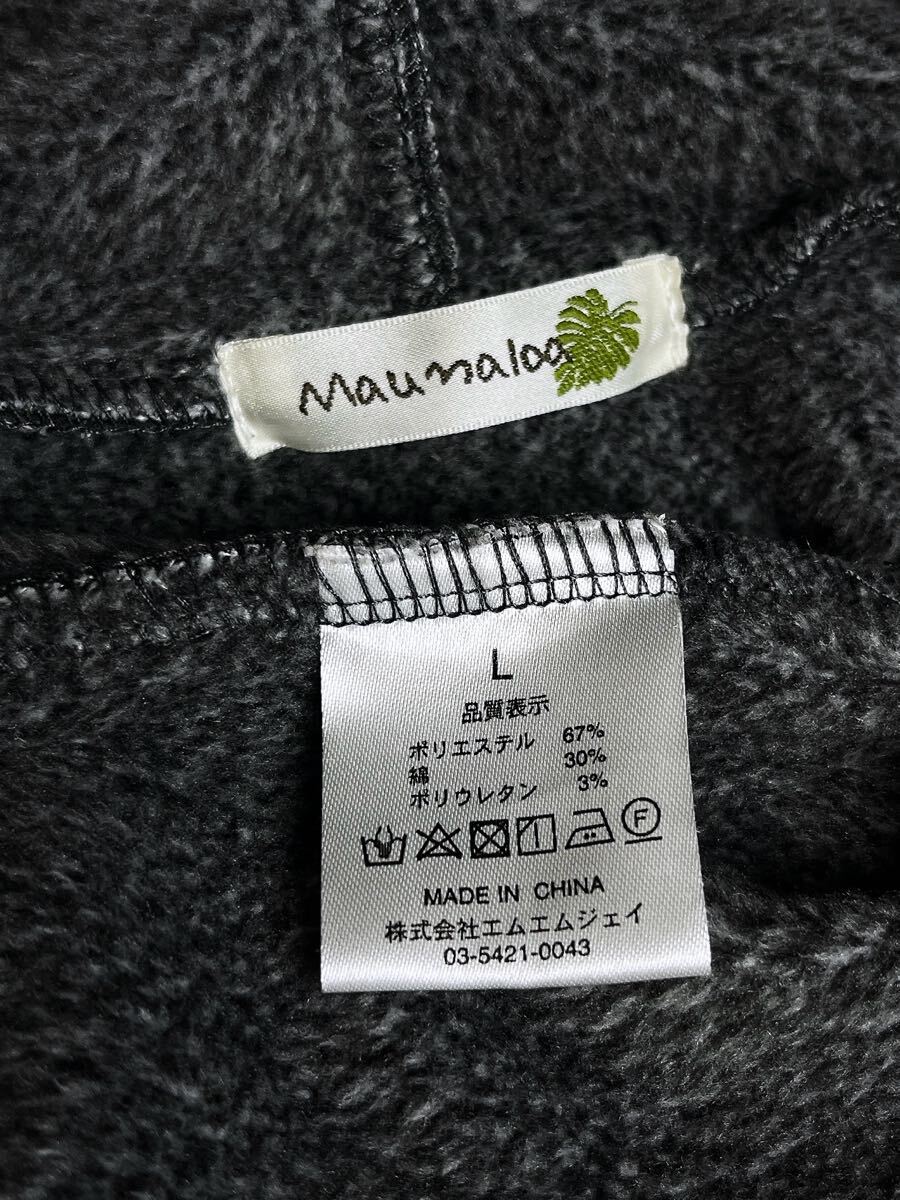 Maunaloa
L
品質表示
ポリエステル 67%
綿 30%
ポリウレタン 3%
F
MADE IN CHINA
株式会社エムエムジェイ
03-5421-0043